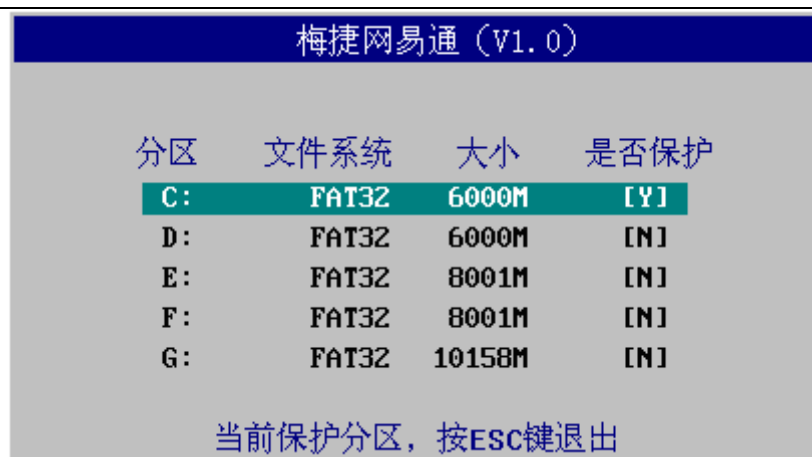 梅捷网易通（V1.0）
分区 文件系统 大小 是否保护
C: FAT32 6000M [Y]
D: FAT32 6000M [N]
E: FAT32 8001M [N]
F: FAT32 8001M [N]
G: FAT32 10158M [N]
当前保护分区，按ESC键退出